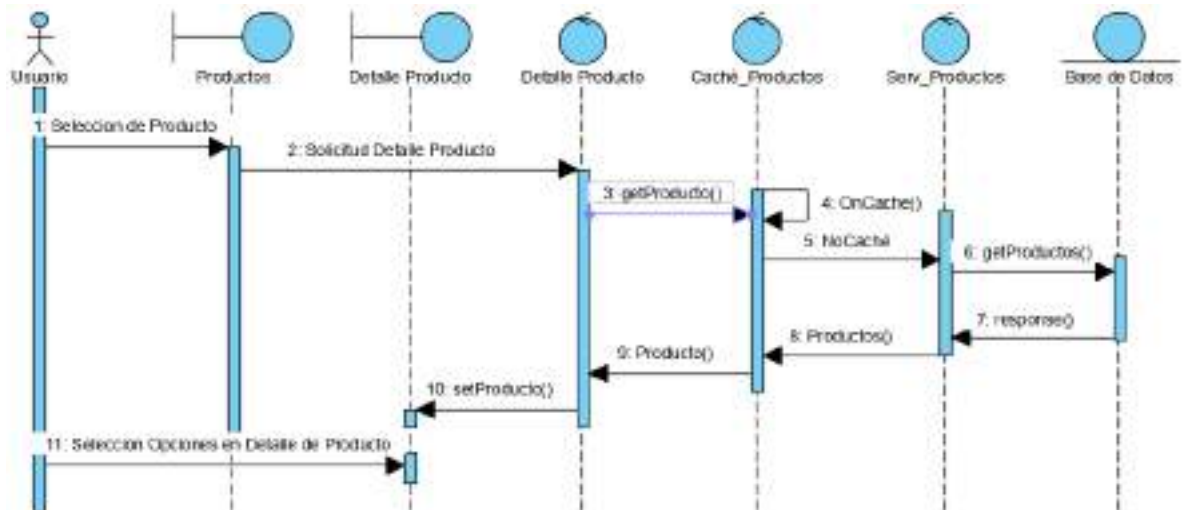 Usuario
Productos
Detalle Producto
Detalle Producto
Caché_Productos
Serv_Productos
Base de Datos
1: Seleccion de Producto
2: Solicitud Detalle Producto
3: getProducto()
4: OnCache()
5: NoCaché
6: getProductos()
7: response()
8: Productos()
9: Producto()
10: setProducto()
11: Seleccion Opciones en Detalle de Producto